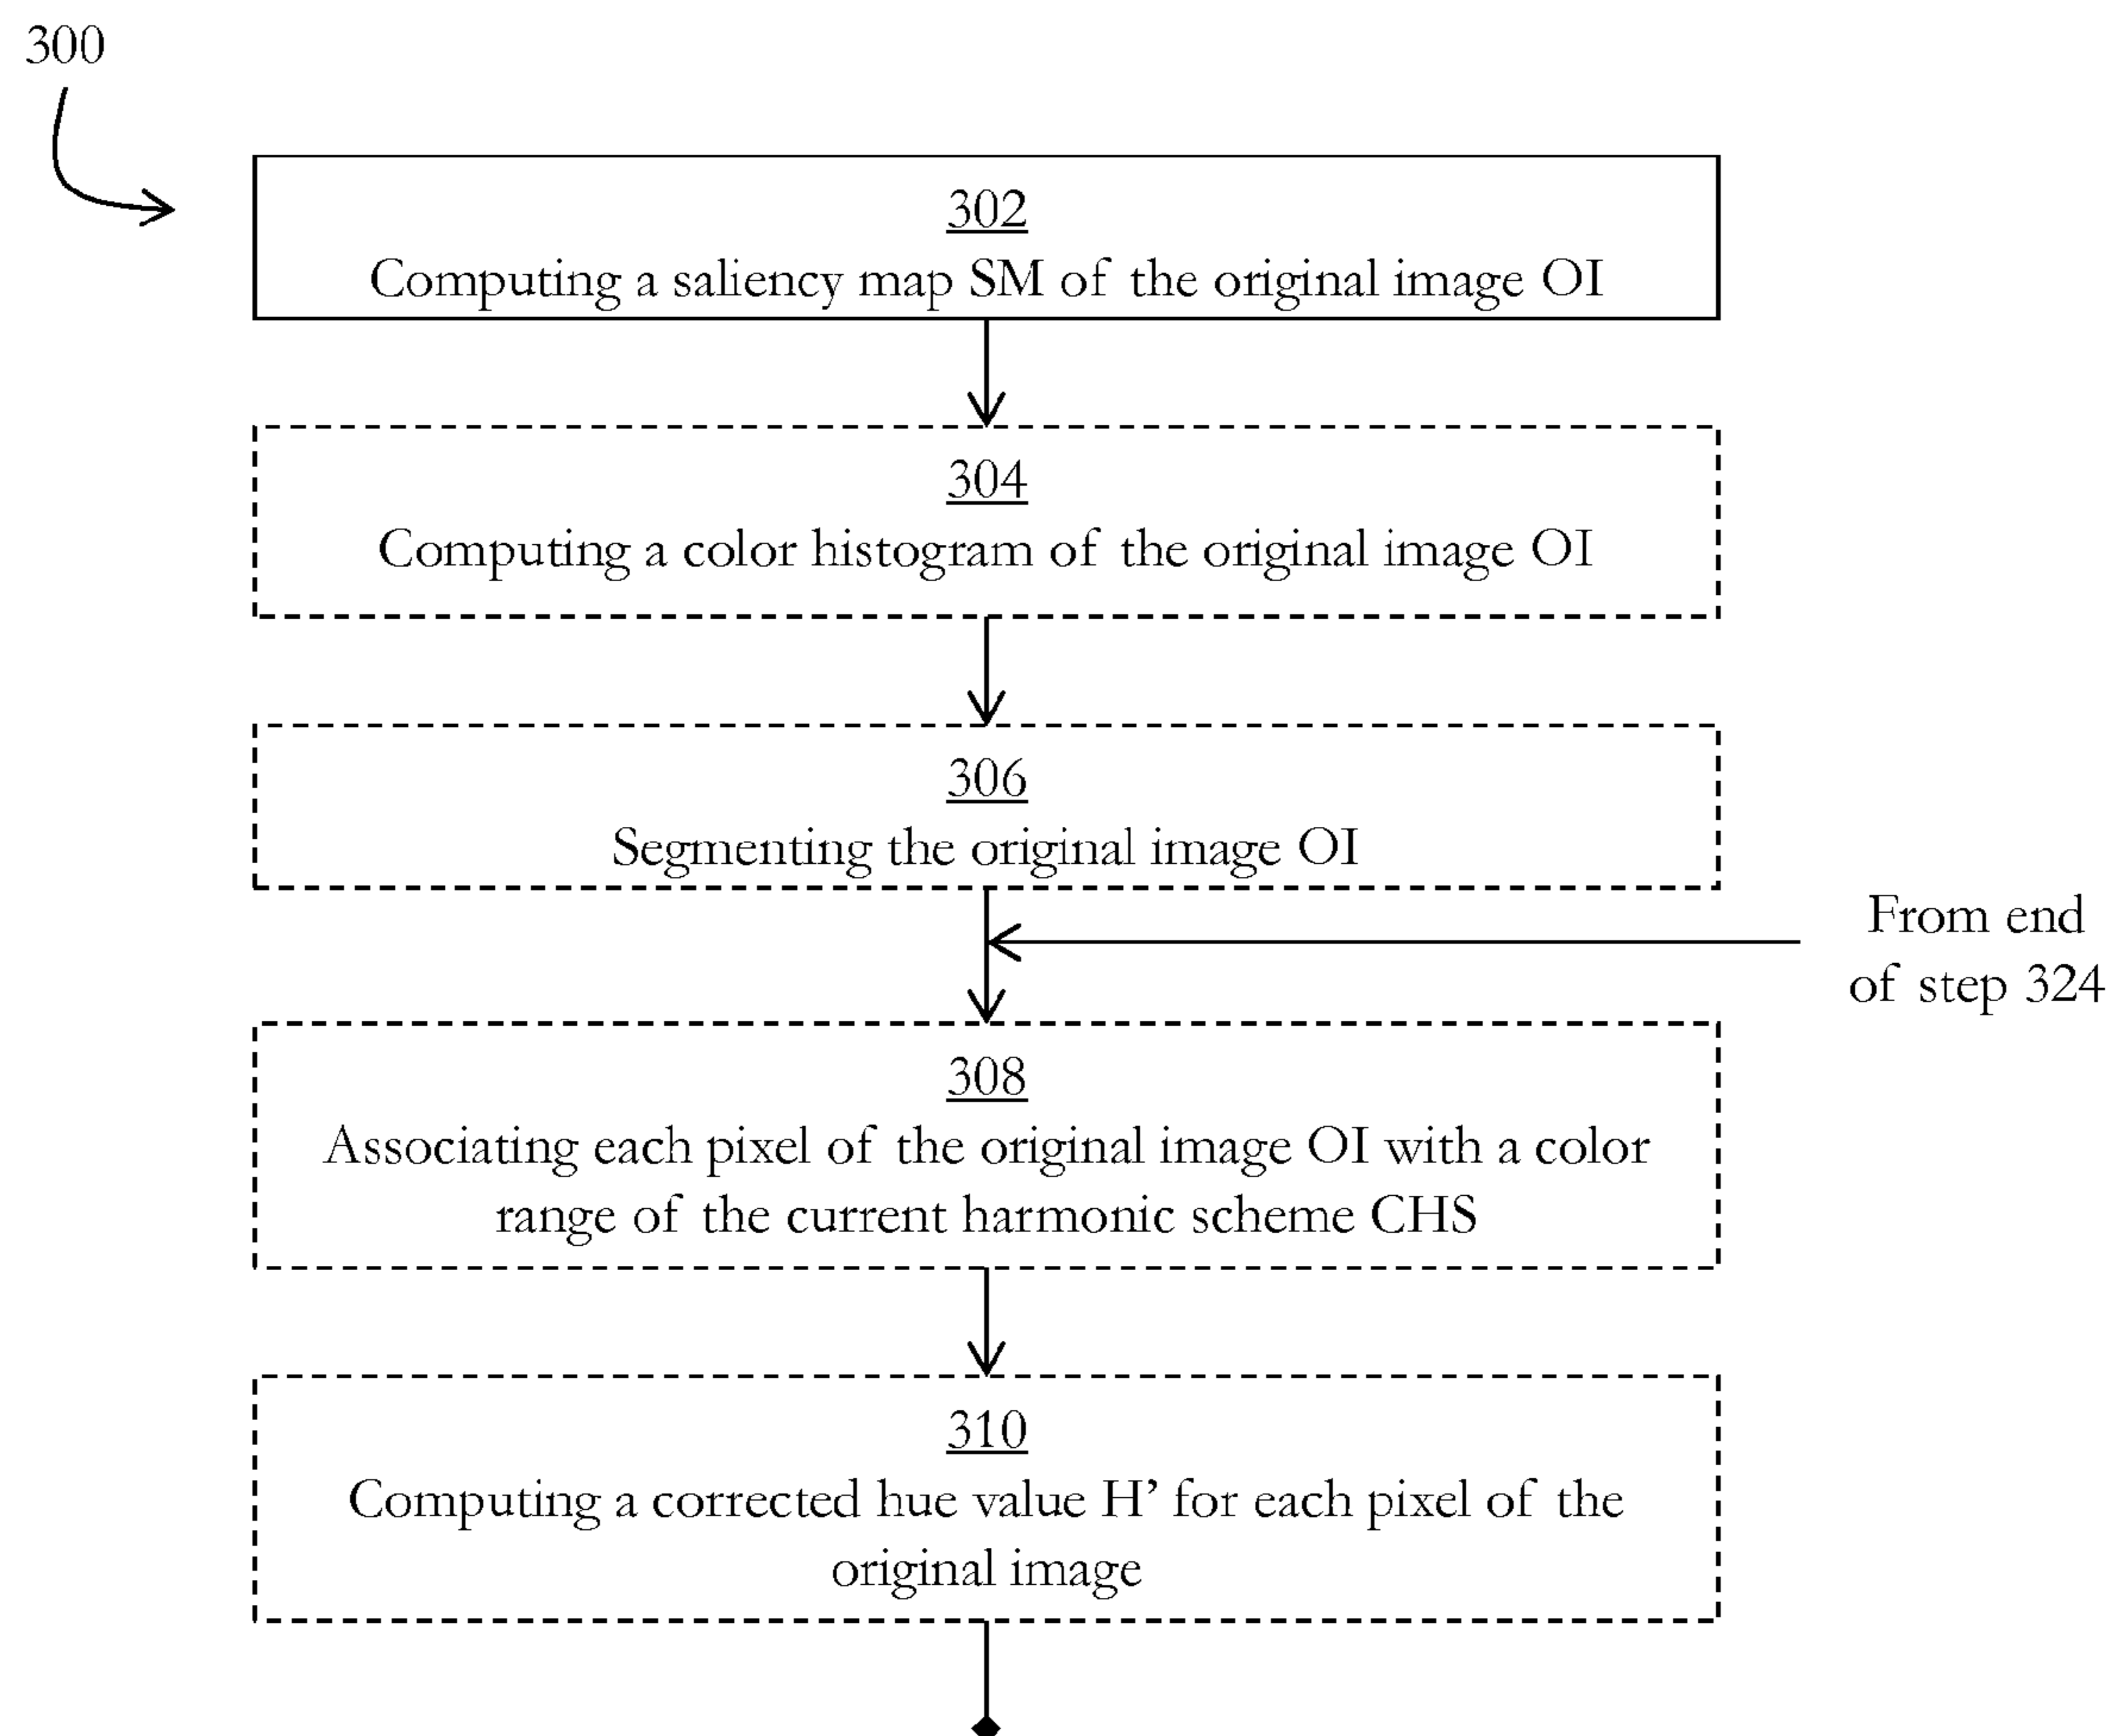 300
302
Computing a saliency map SM of the original image OI
304
Computing a color histogram of the original image OI
306
Segmenting the original image OI
From end
of step 324
308
Associating each pixel of the original image OI with a color
range of the current harmonic scheme CHS
310
Computing a corrected hue value H’ for each pixel of the
original image